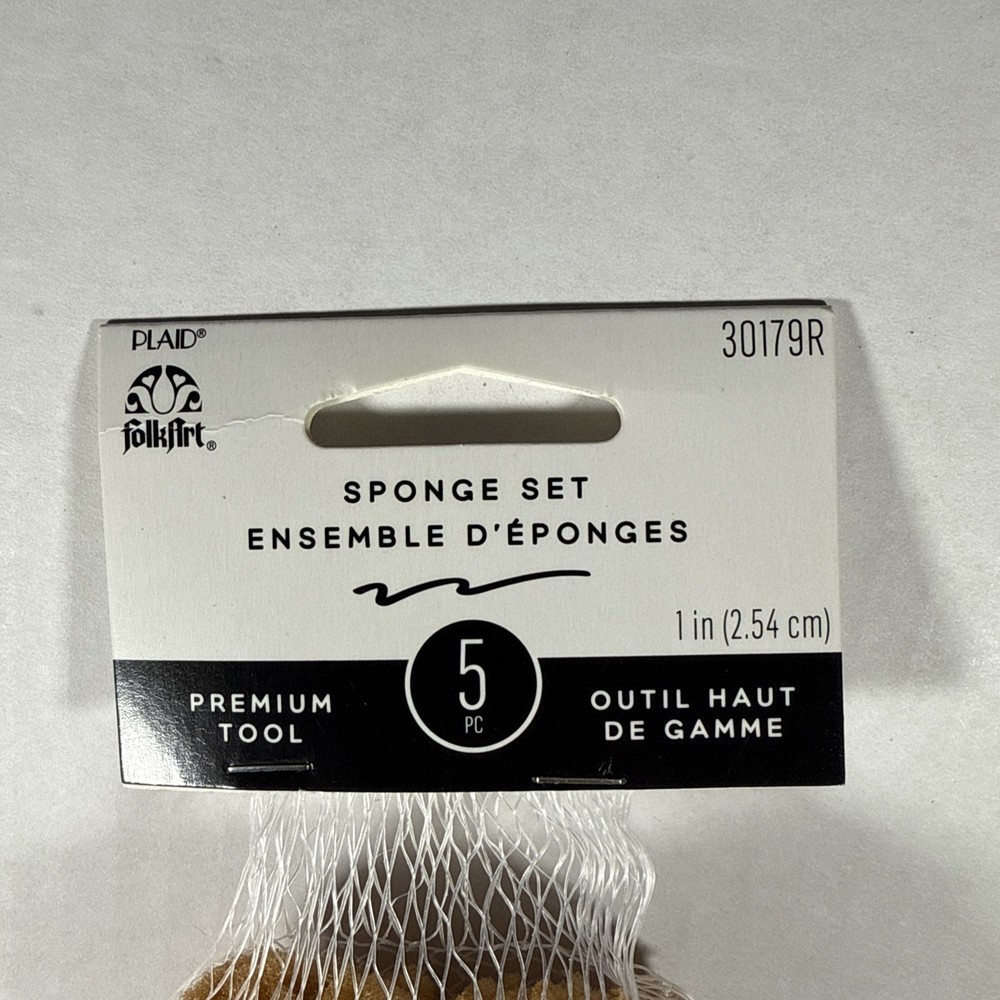 PLAID®
30179R
folkArt®
SPONGE SET
ENSEMBLE D'ÉPONGES
1 in (2.54 cm)
5
PC
PREMIUM
TOOL
OUTIL HAUT
DE GAMME